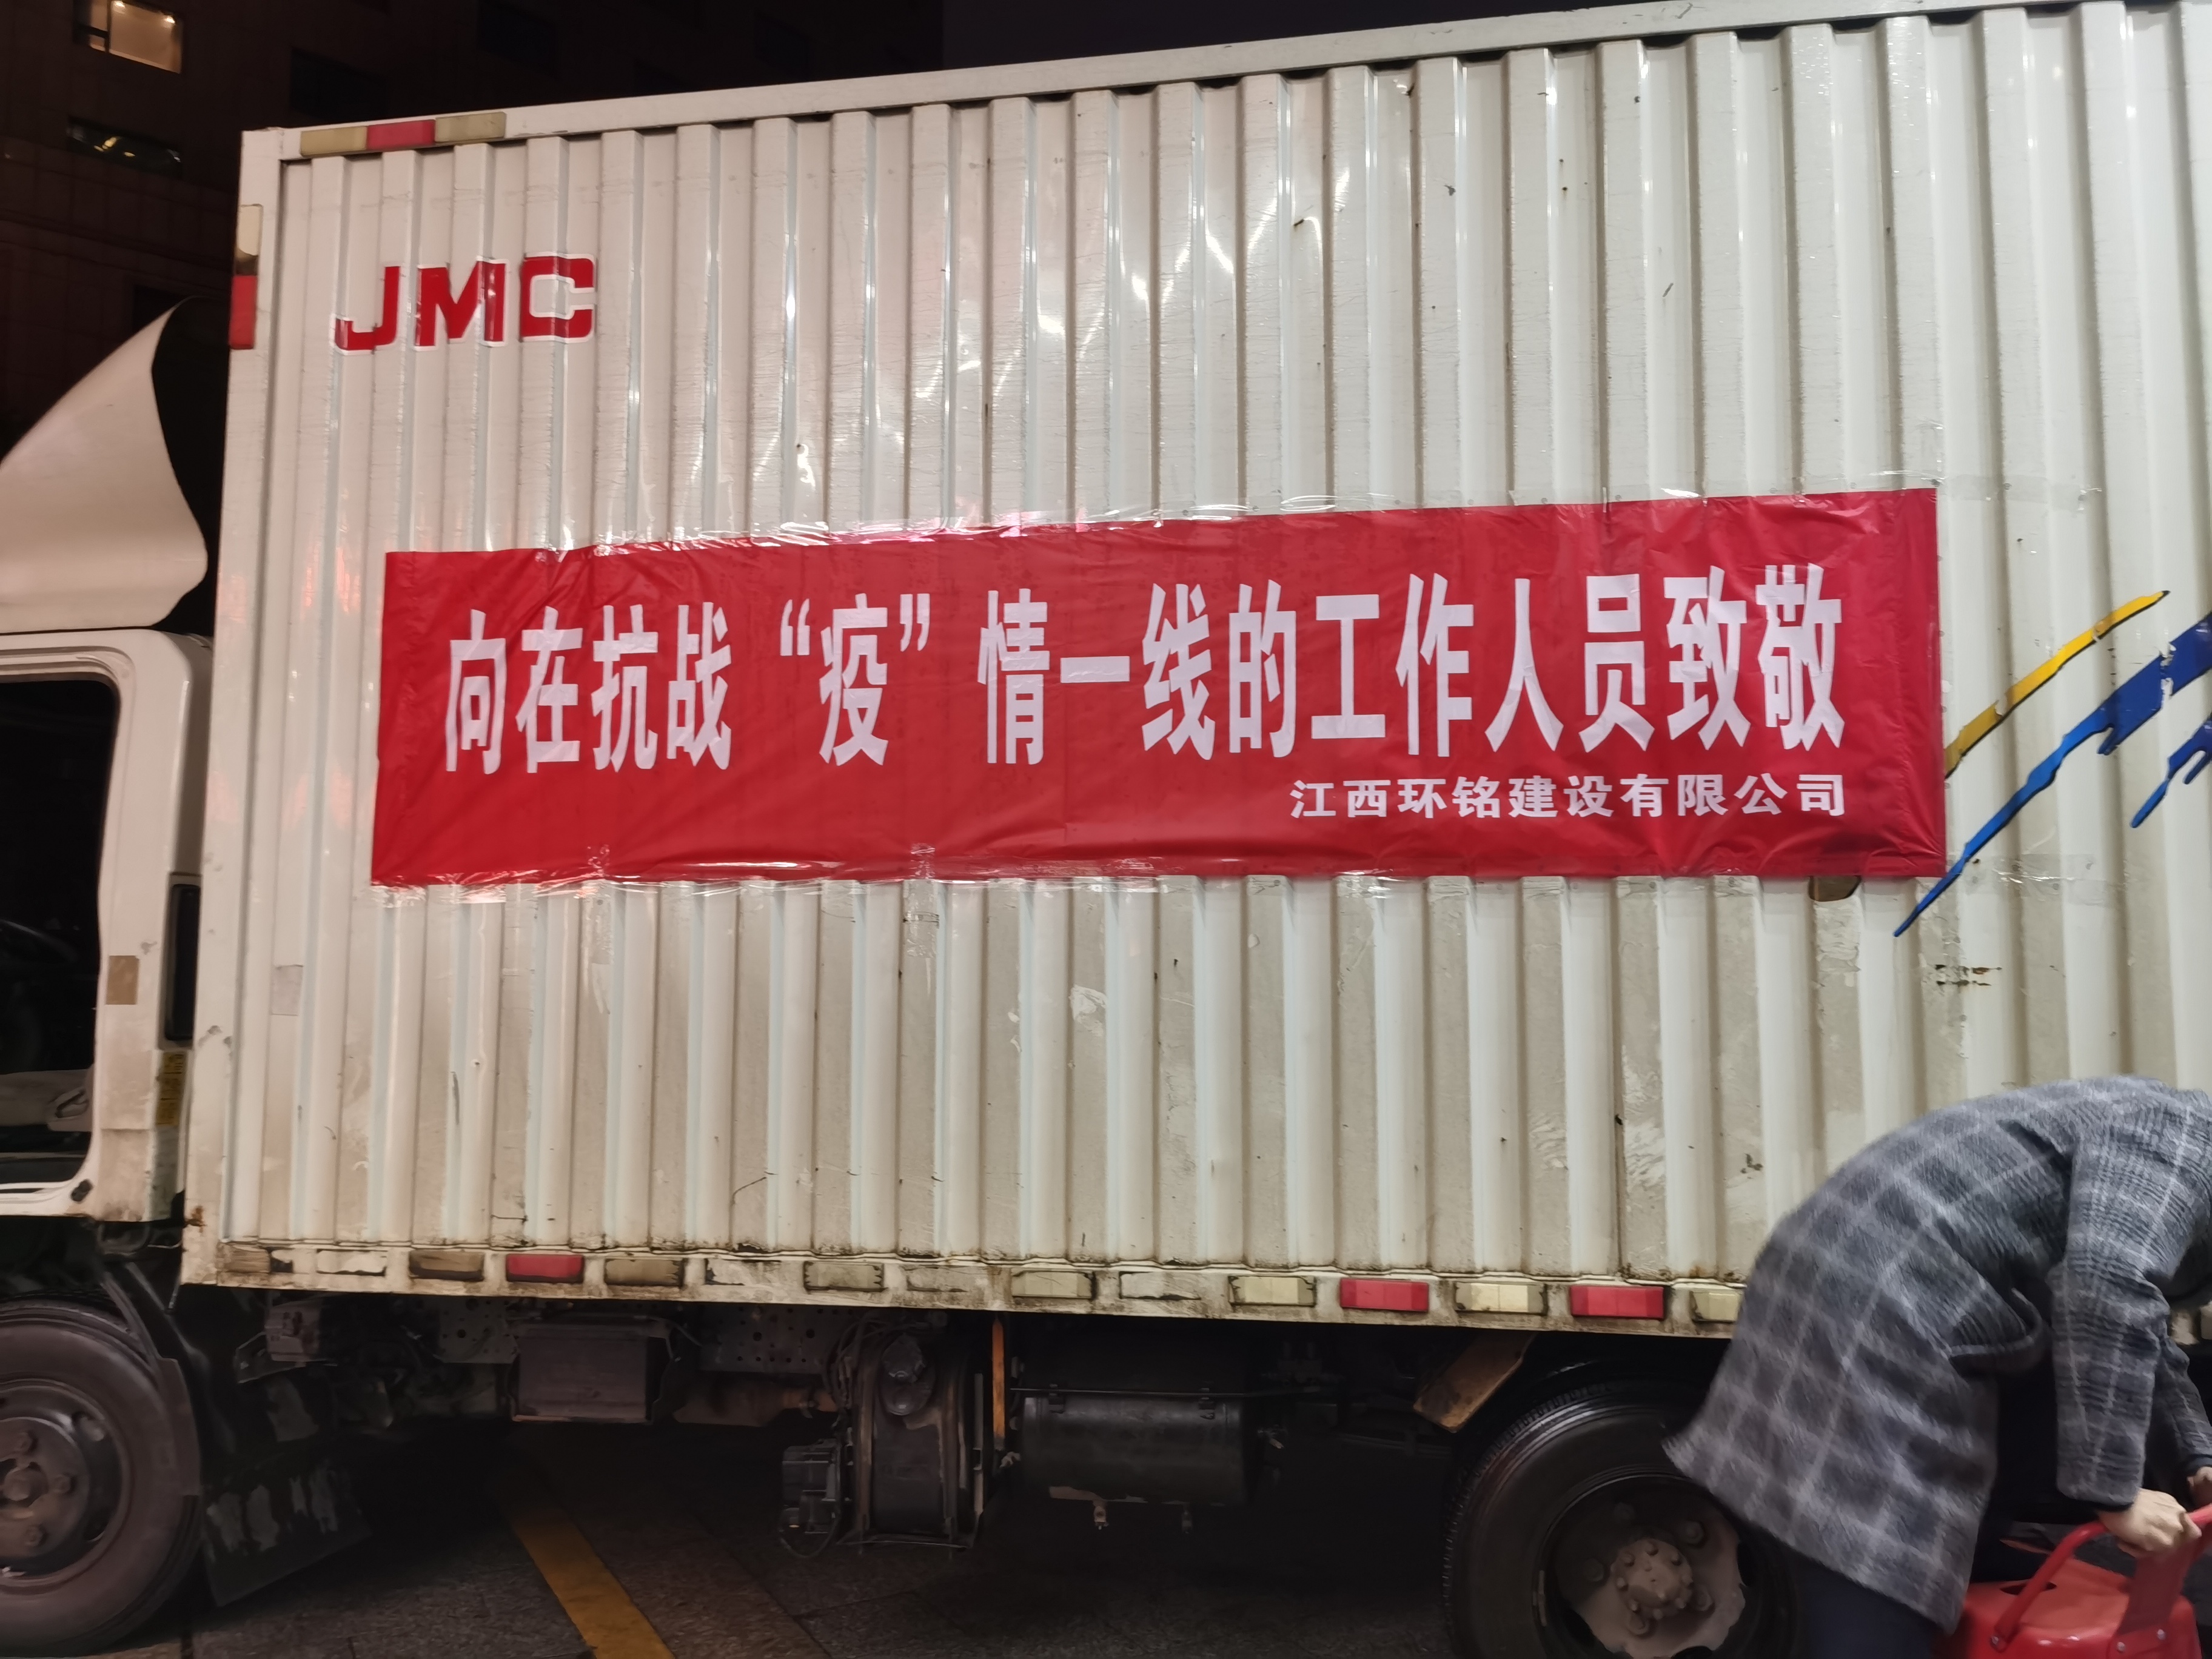 JMC
向在抗战“疫”情一线的工作人员致敬
江西环铭建设有限公司